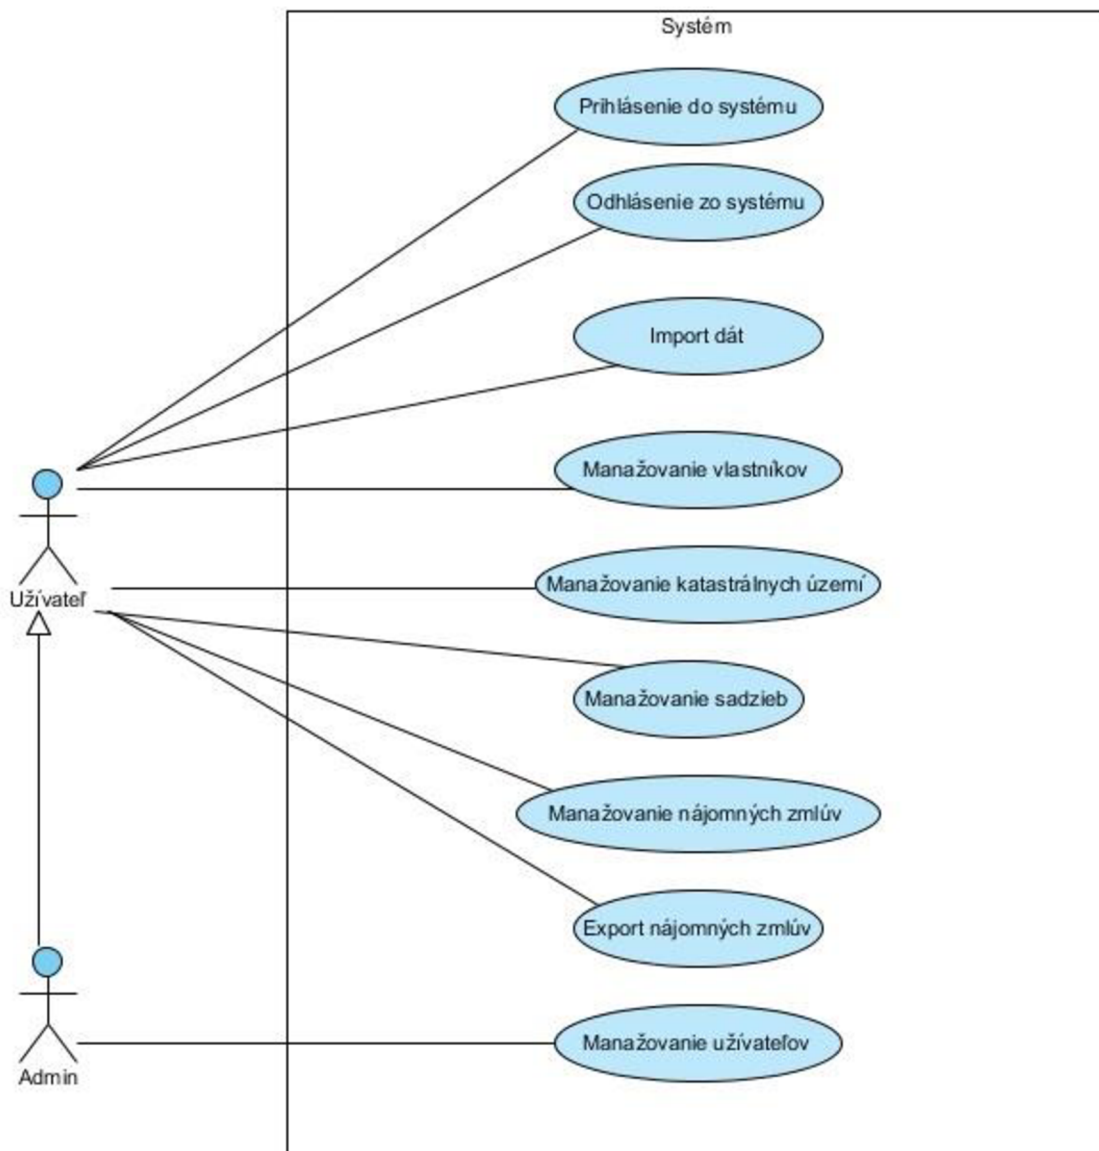 Systém
Prihlásenie do systému
Odhlásenie zo systému
Import dát
Manažovanie vlastníkov
Manažovanie katastrálnych území
Užívateľ
Manažovanie sadzieb
Manažovanie nájomných zmlúv
Export nájomných zmlúv
Manažovanie užívateľov
Admin